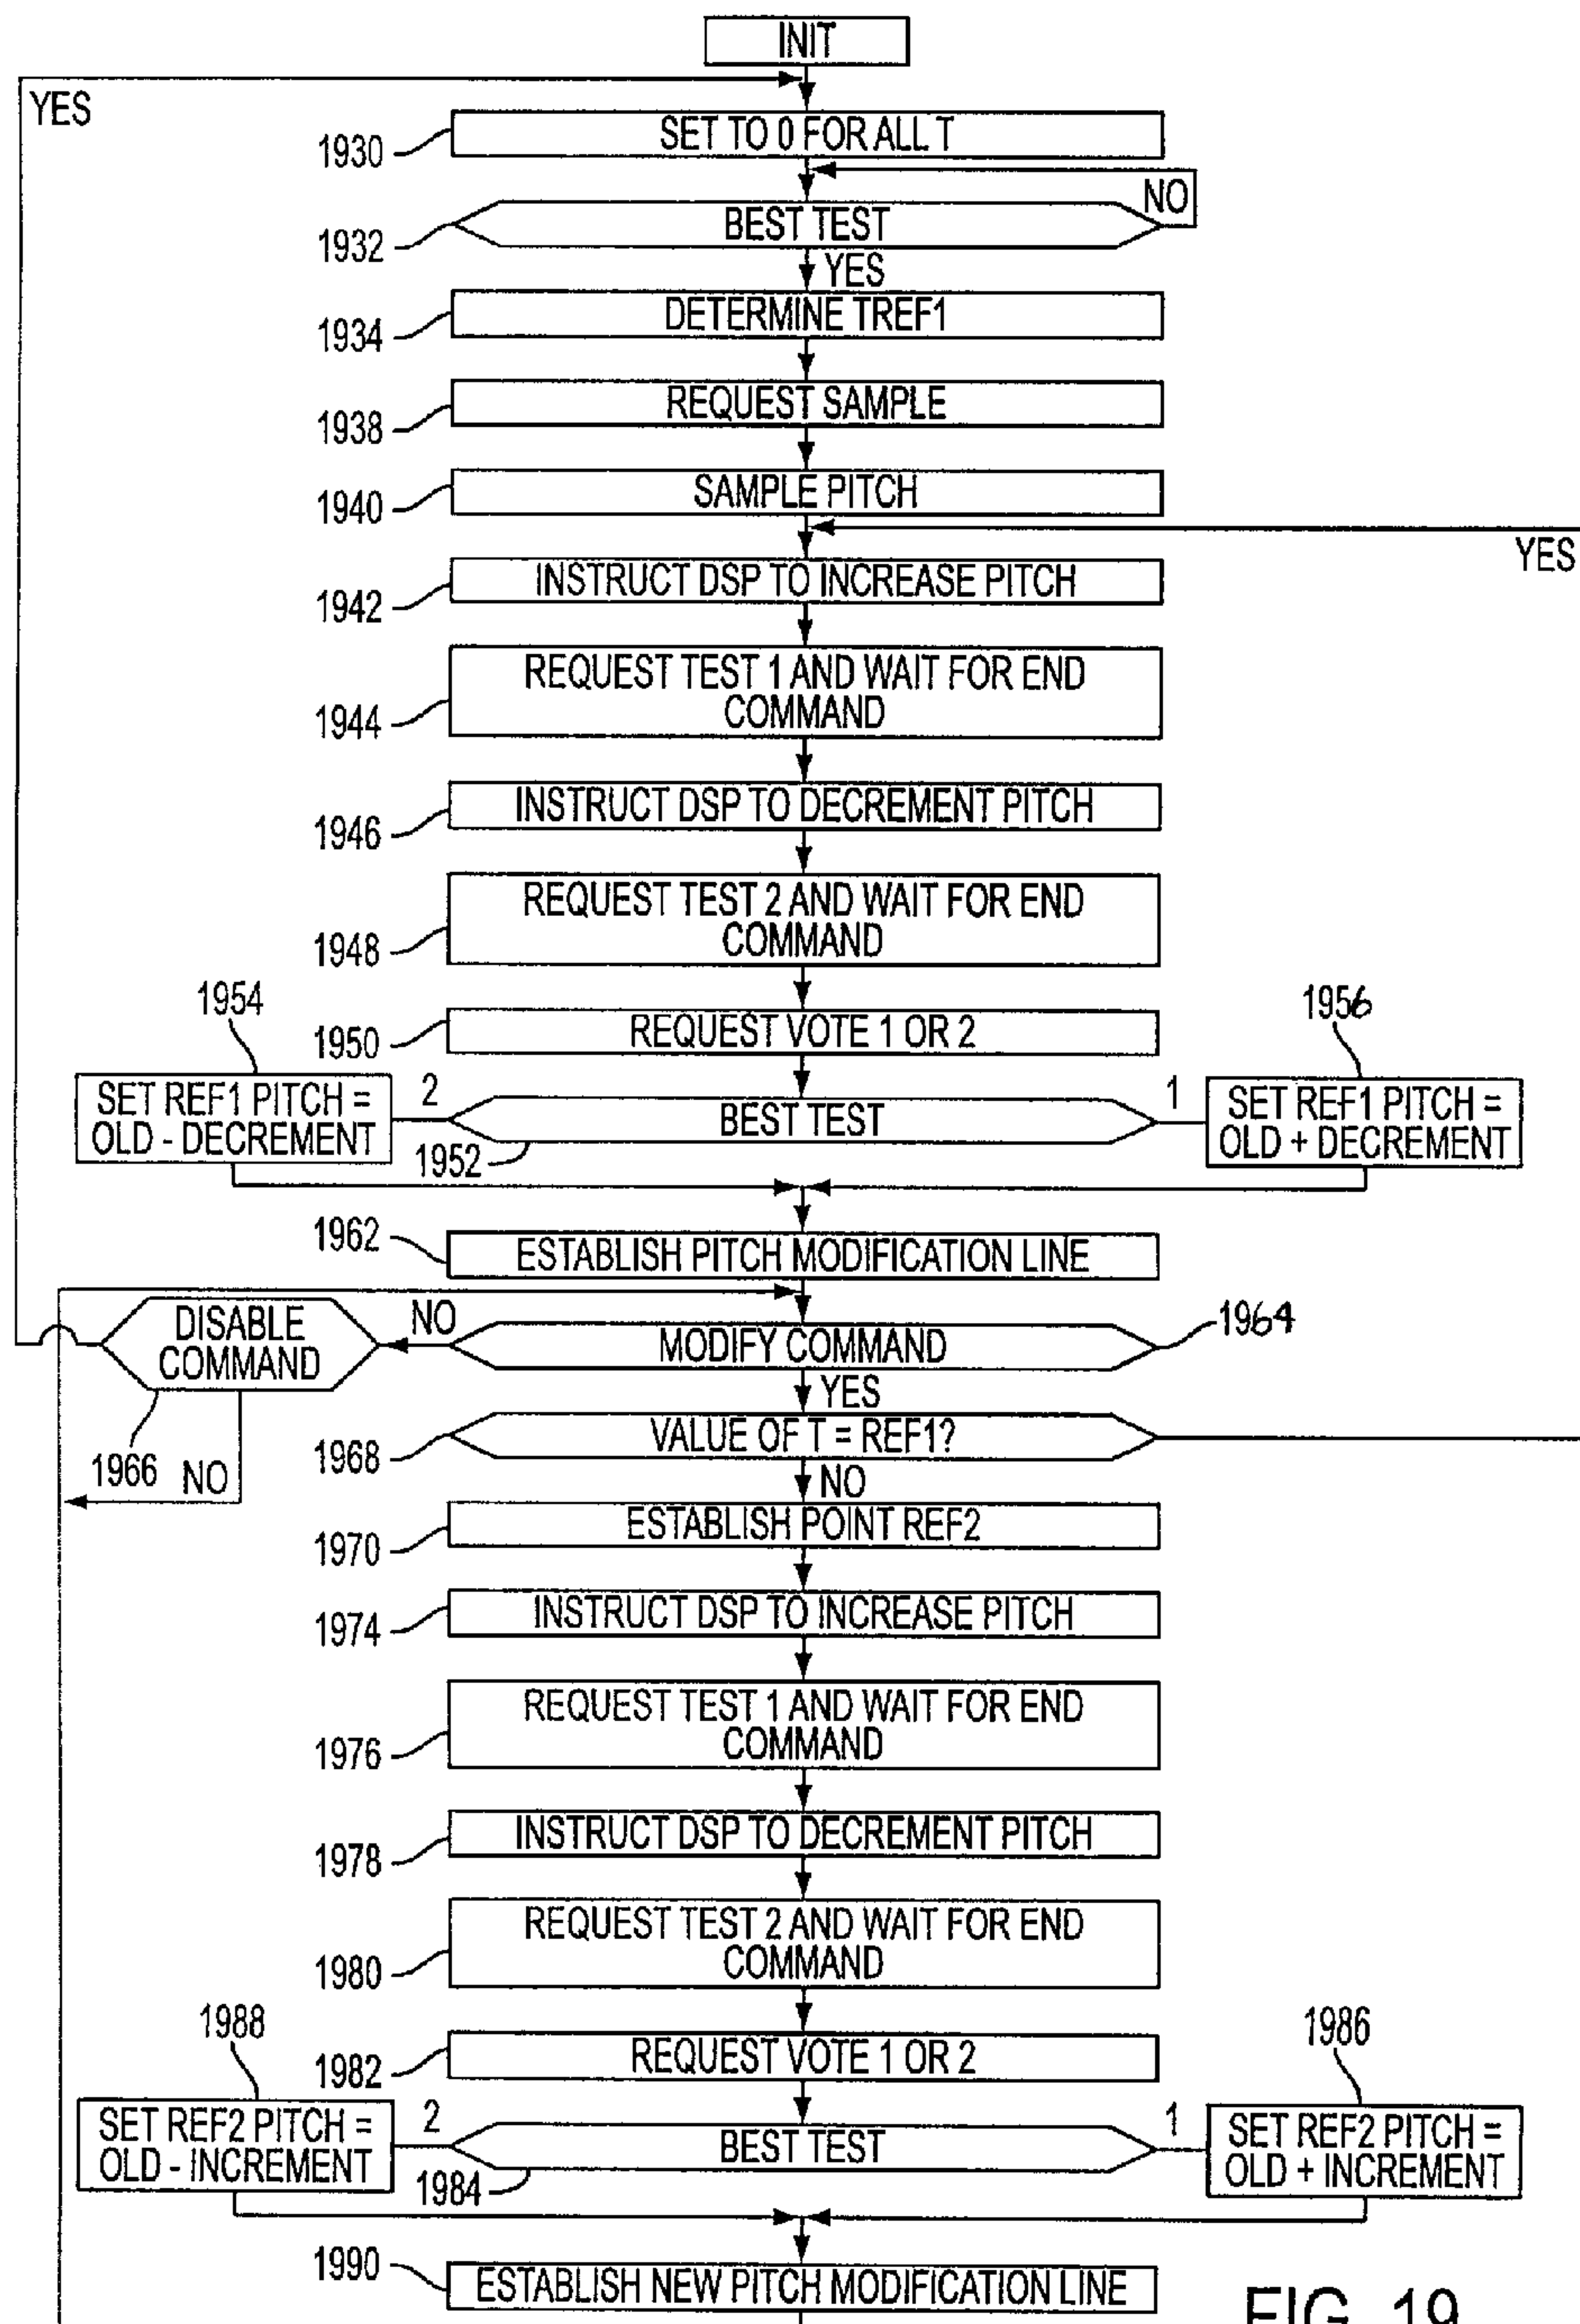 INIT
YES
1930
SET TO 0 FOR ALL T
NO
1932
BEST TEST
YES
1934
DETERMINE TREF1
1938
REQUEST SAMPLE
1940
SAMPLE PITCH
YES
1942
INSTRUCT DSP TO INCREASE PITCH
1944
REQUEST TEST 1 AND WAIT FOR END
COMMAND
1946
INSTRUCT DSP TO DECREMENT PITCH
1948
REQUEST TEST 2 AND WAIT FOR END
COMMAND
1954
1956
1950
REQUEST VOTE 1 OR 2
SET REF1 PITCH =
OLD - DECREMENT
2
BEST TEST
1
SET REF1 PITCH =
OLD + DECREMENT
1952
1962
ESTABLISH PITCH MODIFICATION LINE
DISABLE
COMMAND
NO
MODIFY COMMAND
1964
YES
1966
NO
1968
VALUE OF T = REF1?
NO
1970
ESTABLISH POINT REF2
1974
INSTRUCT DSP TO INCREASE PITCH
1976
REQUEST TEST 1 AND WAIT FOR END
COMMAND
1978
INSTRUCT DSP TO DECREMENT PITCH
1980
REQUEST TEST 2 AND WAIT FOR END
COMMAND
1988
1986
1982
REQUEST VOTE 1 OR 2
SET REF2 PITCH =
OLD - INCREMENT
2
BEST TEST
1
SET REF2 PITCH =
OLD + INCREMENT
1984
1990
ESTABLISH NEW PITCH MODIFICATION LINE
FIG. 19